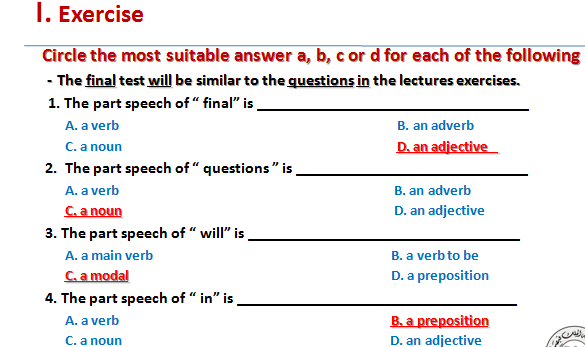 I. Exercise
Circle the most suitable answer a, b, c or d for each of the following
- The final test will be similar to the questions in the lectures exercises.
1. The part speech of “ final” is ____________________
A. a verb B. an adverb
C. a noun D. an adjective
2. The part speech of “ questions ” is ____________________
A. a verb B. an adverb
C. a noun D. an adjective
3. The part speech of “ will” is ____________________
A. a main verb B. a verb to be
C. a modal D. a preposition
4. The part speech of “ in” is ____________________
A. a verb B. a preposition
C. a noun D. an adjective